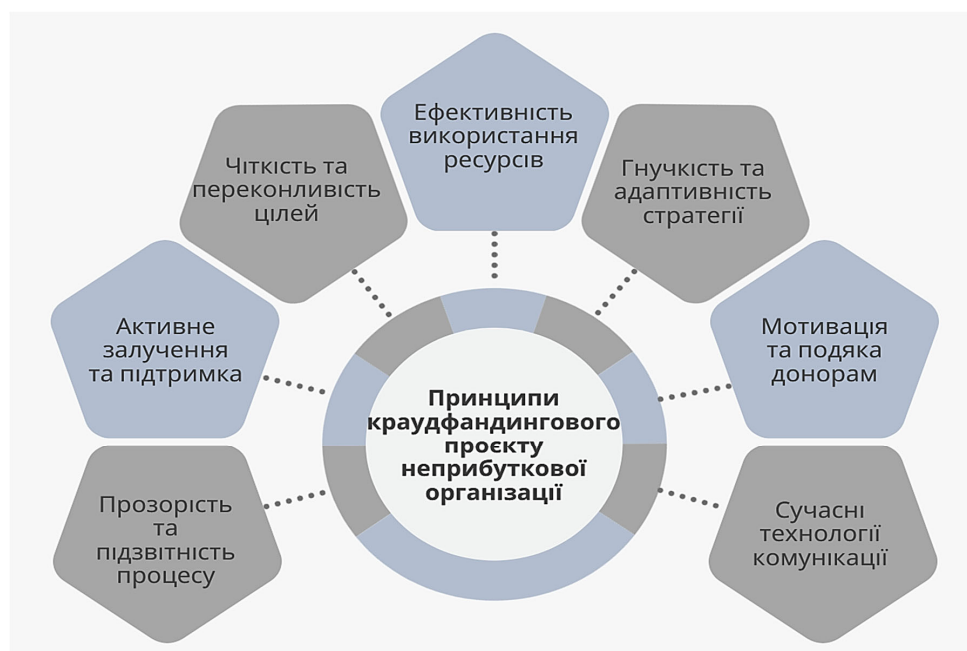 Ефективність
використання
ресурсів
Чіткість та
переконливість
цілей
Гнучкість та
адаптивність
стратегії
Активне
залучення
та підтримка
Мотивація
та подяка
донорам
Принципи
краудфандингового
проєкту
неприбуткової
організації
Прозорість
та
підзвітність
процесу
Сучасні
технології
комунікації